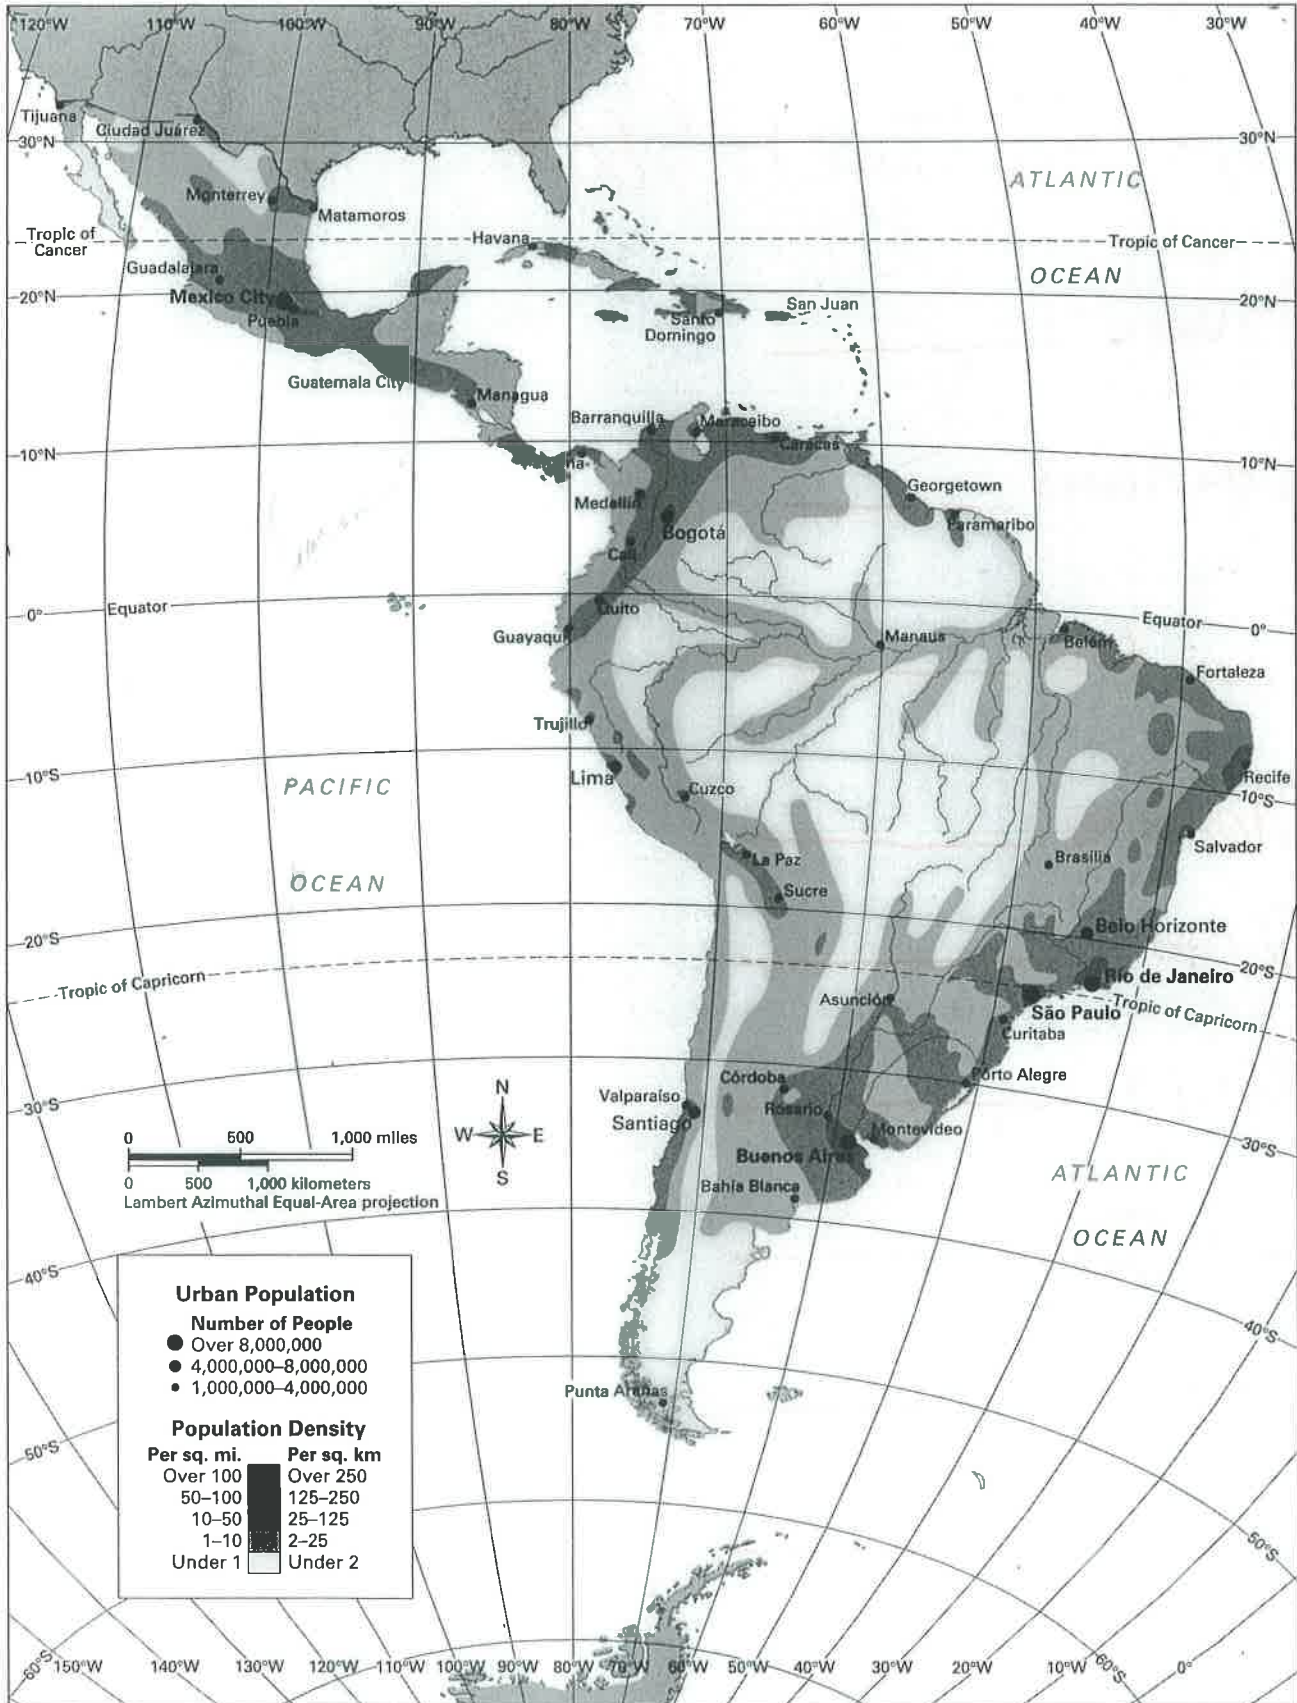 120°W 110°W 100°W 90°W 80°W 70°W 60°W 50°W 40°W 30°W
Tijuana
Ciudad Juárez
30°N
30°N
ATLANTIC
Monterrey
Matamoros
Tropic of
Cancer
Havana
Tropic of Cancer
Guadalajara
OCEAN
20°N
Mexico City
20°N
San Juan
Puebla
Santo
Domingo
Guatemala City
Managua
Barranquilla
Maracaibo
Caracas
10°N
10°N
Georgetown
Medellín
Paramaribo
Bogotá
Cali
0°
Equator
Quito
Equator
0°
Guayaquil
Manaus
Belém
Fortaleza
Trujillo
10°S
Lima
Recife
PACIFIC
Cuzco
10°S
Salvador
La Paz
Brasília
OCEAN
Sucre
20°S
Belo Horizonte
20°S
Tropic of Capricorn
Rio de Janeiro
Asunción
São Paulo
Tropic of Capricorn
Curitaba
Córdoba
Pôrto Alegre
30°S
Valparaíso
Rosario
Santiago
Montevideo
30°S
N
W E
S
Buenos Aires
0 500 1,000 miles
0 500 1,000 kilometers
Lambert Azimuthal Equal-Area projection
Bahía Blanca
ATLANTIC
OCEAN
40°S
40°S
Urban Population
Number of People
Over 8,000,000
4,000,000–8,000,000
1,000,000–4,000,000
Punta Arenas
Population Density
Per sq. mi. Per sq. km
Over 100 Over 250
50–100 125–250
10–50 25–125
1–10 2–25
Under 1 Under 2
50°S
50°S
60°S 150°W 140°W 120°W 110°W 100°W 90°W 80°W 70°W 60°W 50°W 40°W 30°W 20°W 10°W 60°S 0°